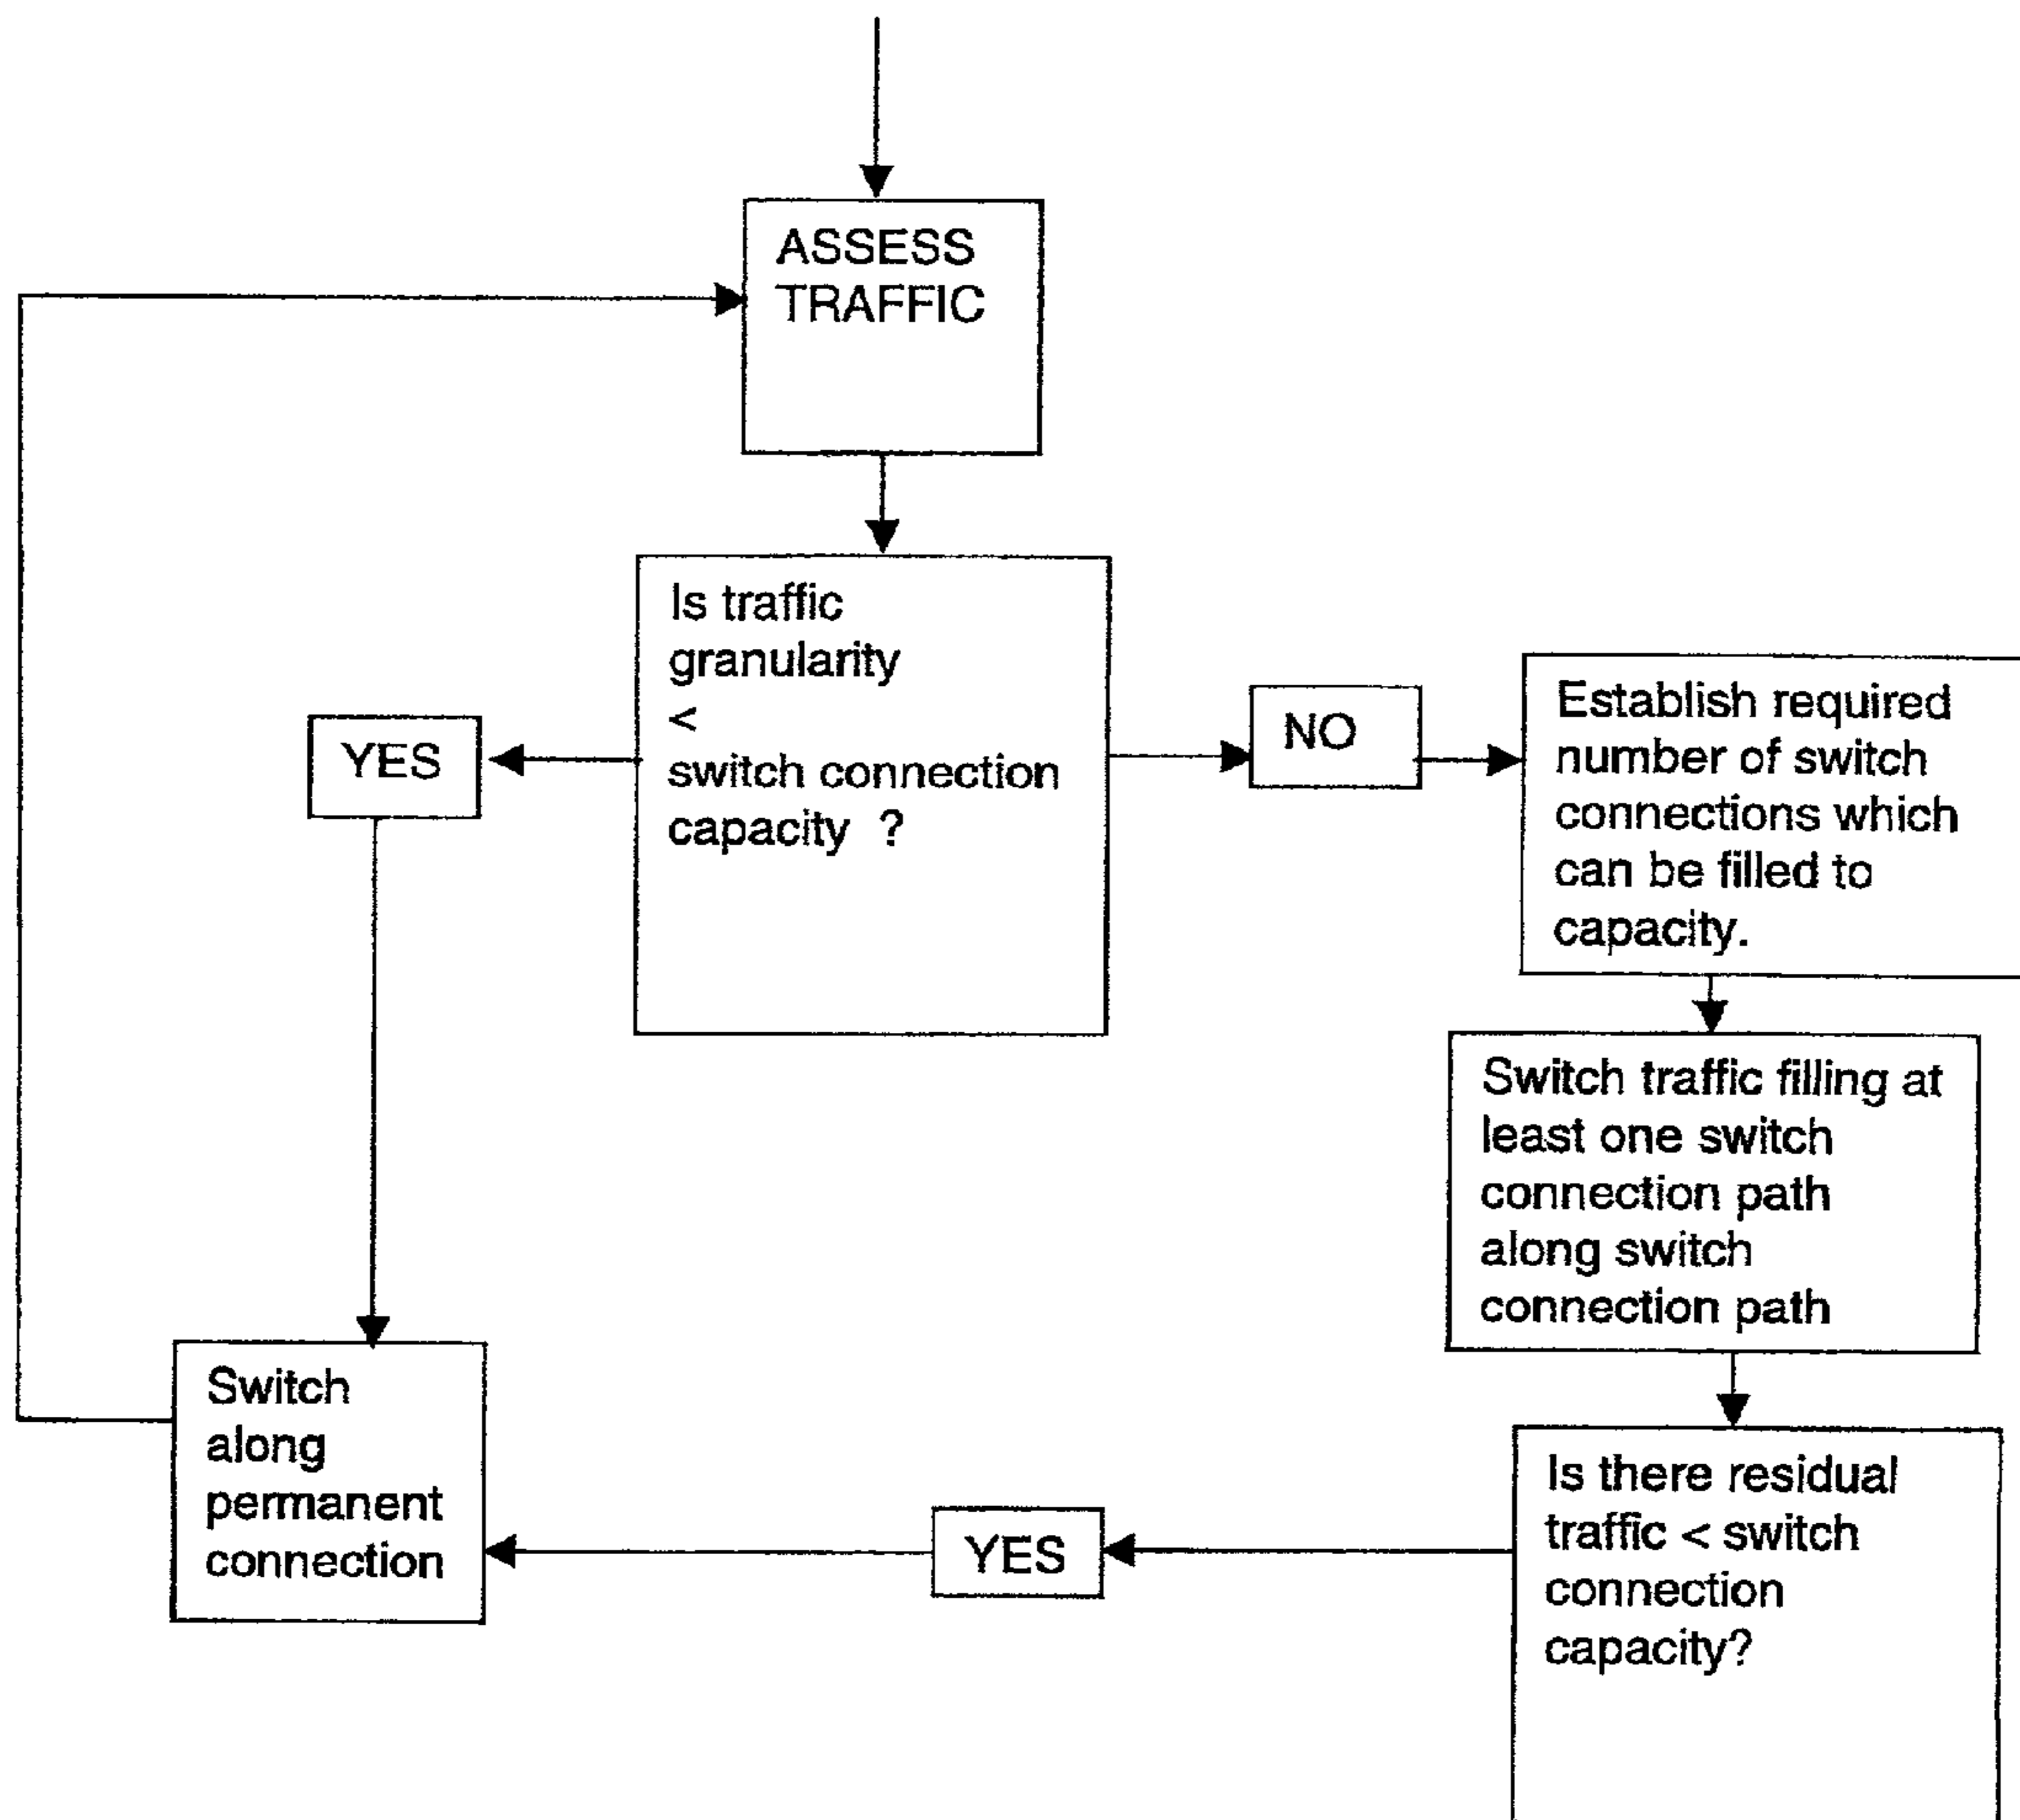 ASSESS
TRAFFIC
Is traffic
granularity
<
switch connection
capacity ?
YES
NO
Establish required
number of switch
connections which
can be filled to
capacity.
Switch traffic filling at
least one switch
connection path
along switch
connection path
Switch
along
permanent
connection
YES
Is there residual
traffic < switch
connection
capacity?